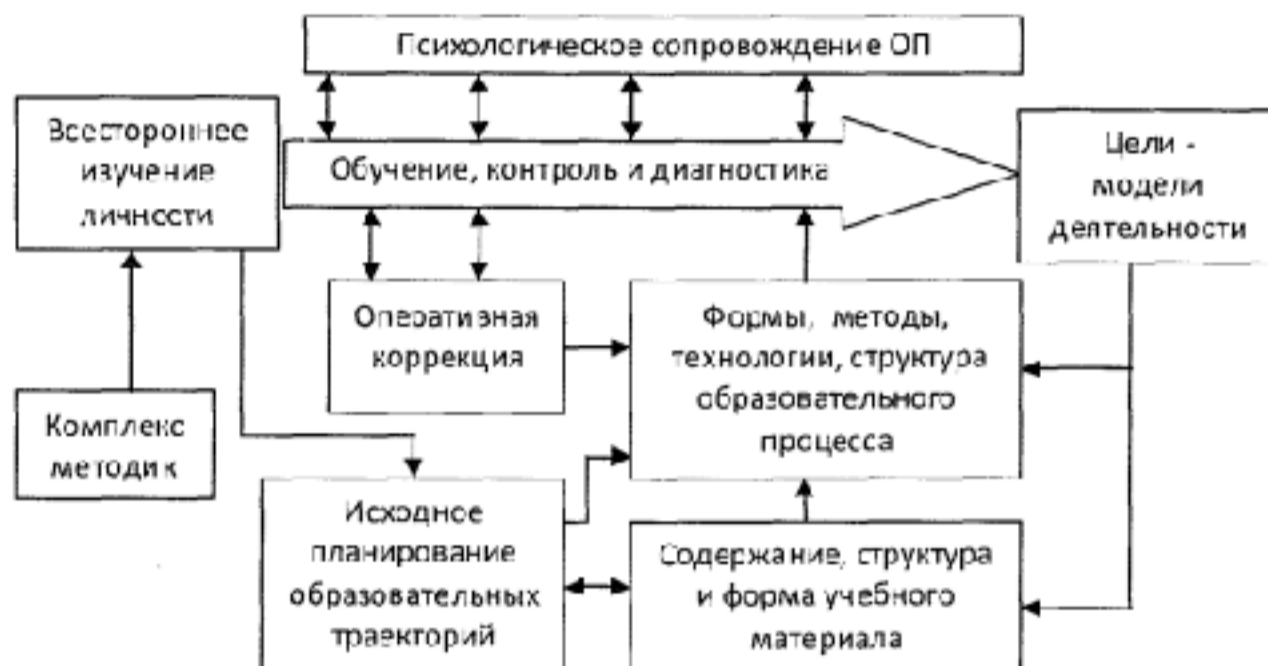 Психологическое сопровождение ОП
Всестороннее
изучение
личности
Обучение, контроль и диагностика
Цели -
модели
деятельности
Оперативная
коррекция
Формы, методы,
технологии, структура
образовательного
процесса
Комплекс
методик
Исходное
планирование
образовательных
траекторий
Содержание, структура
и форма учебного
материала